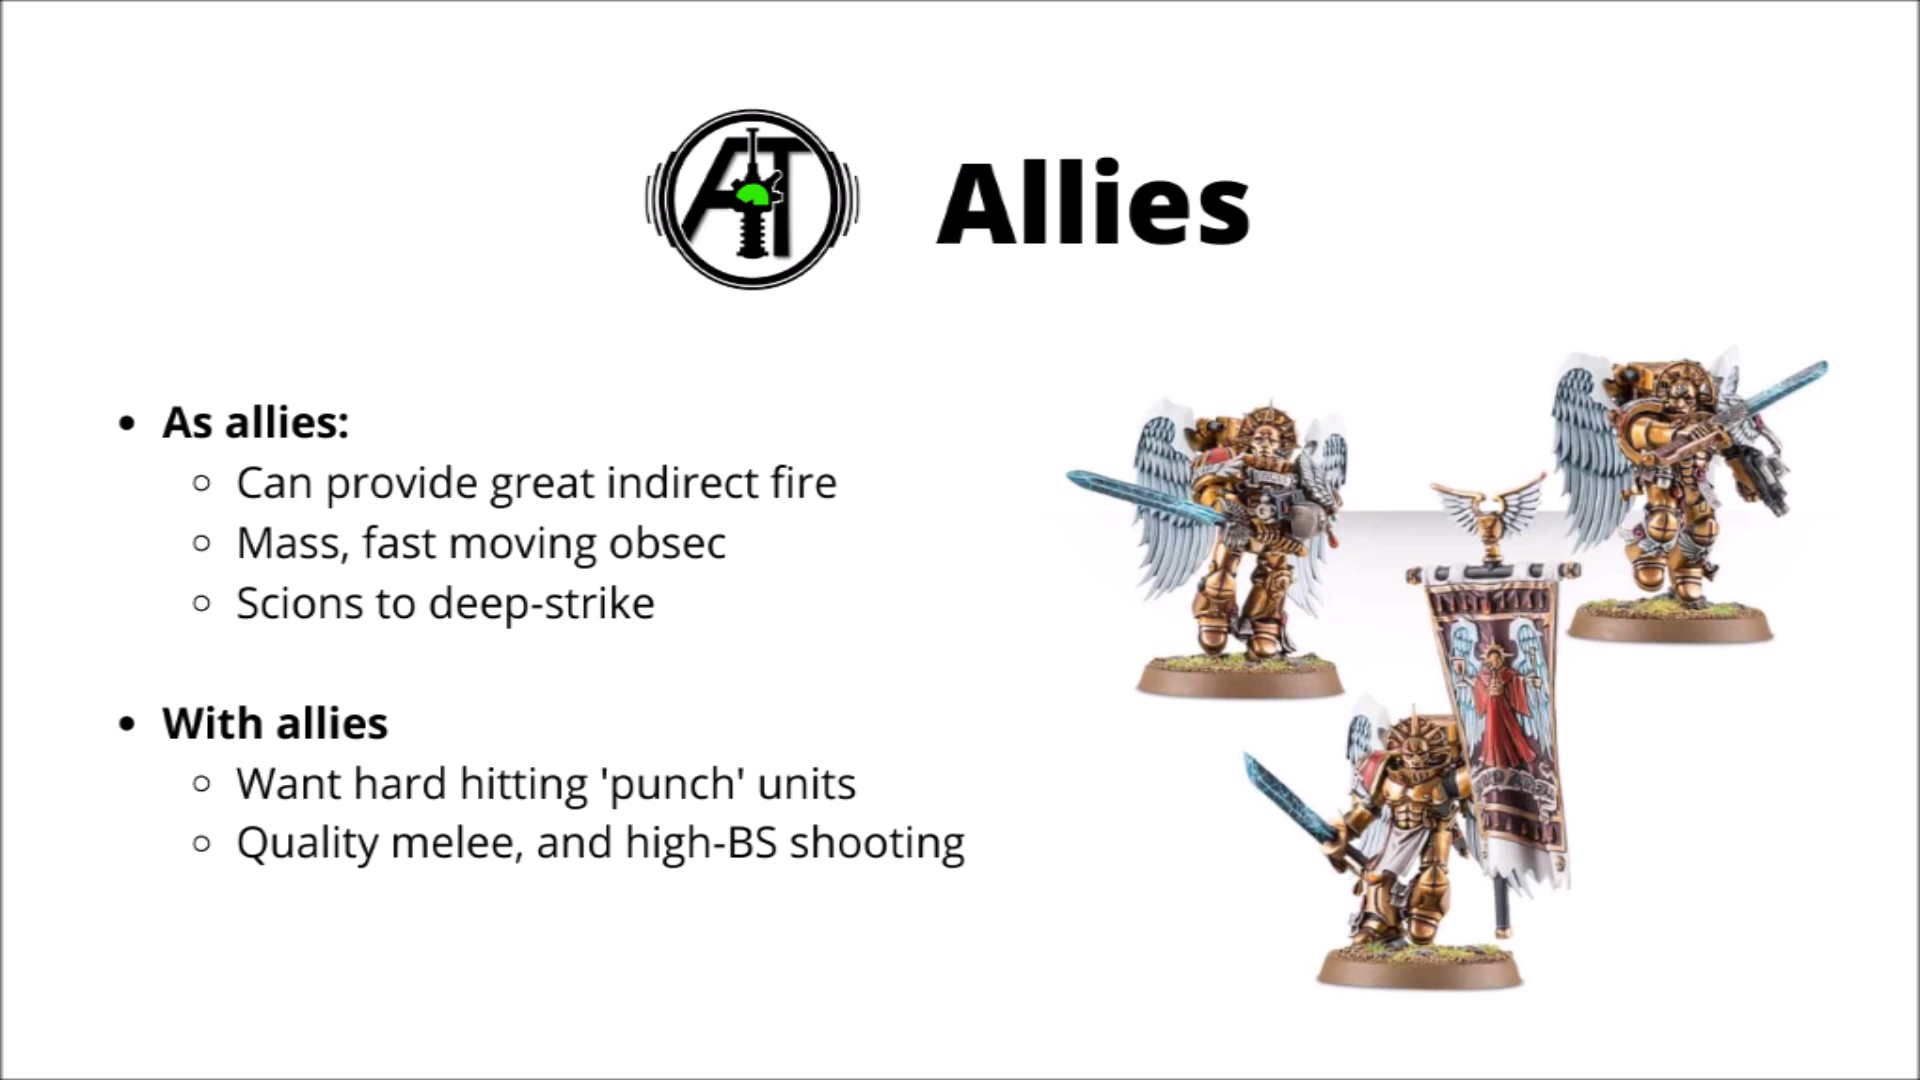 AT
Allies
• As allies:
○ Can provide great indirect fire
○ Mass, fast moving obsec
○ Scions to deep-strike
• With allies
○ Want hard hitting 'punch' units
○ Quality melee, and high-BS shooting